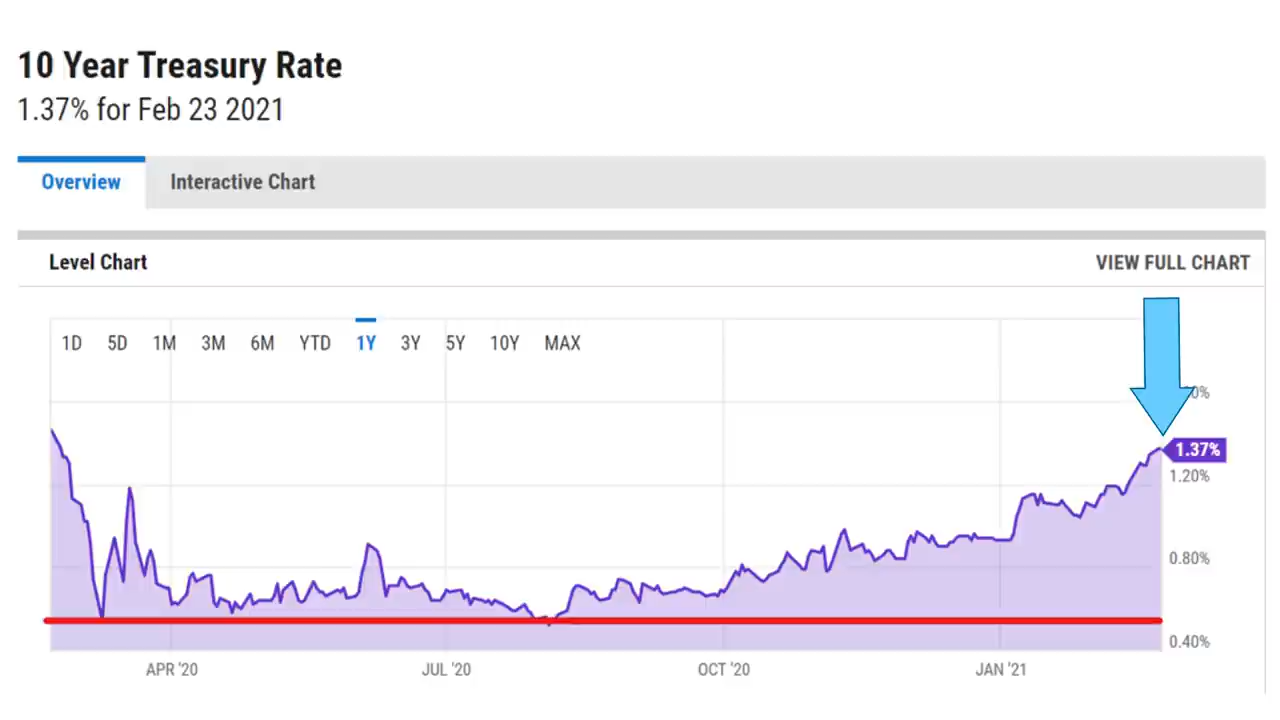 10 Year Treasury Rate
1.37% for Feb 23 2021
Overview Interactive Chart
Level Chart VIEW FULL CHART
1D 5D 1M 3M 6M YTD 1Y 3Y 5Y 10Y MAX
0%
1.37%
1.20%
0.80%
0.40%
APR '20 JUL '20 OCT '20 JAN '21